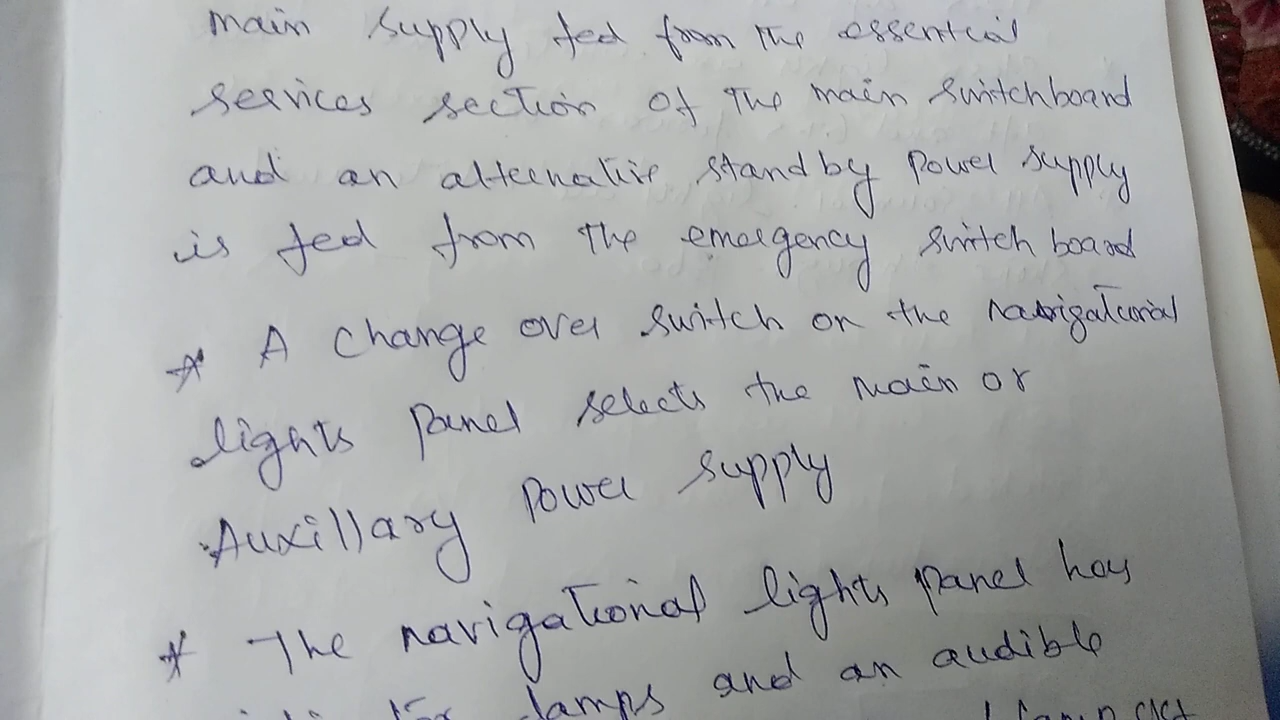 main supply fed from the essential
services section of the main switchboard
and an alternative standby power supply
is fed from the emergency switch board
* A change over switch on the navigational
lights panel selects the main or
Auxillary power supply
* The navigational lights panel has
lamps and an audible
lamp ckt